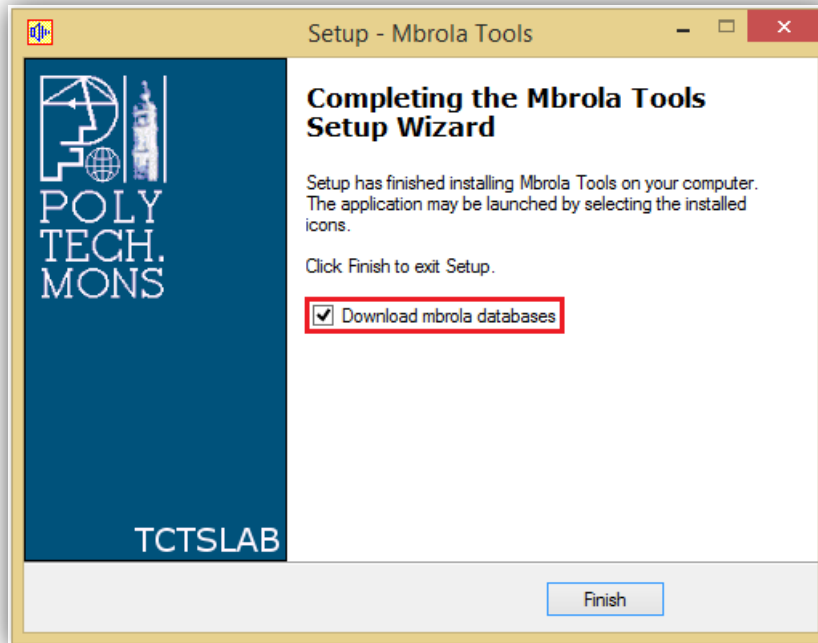 Setup - Mbrola Tools
POLY
TECH.
MONS
TCTSLAB
Completing the Mbrola Tools
Setup Wizard
Setup has finished installing Mbrola Tools on your computer.
The application may be launched by selecting the installed
icons.
Click Finish to exit Setup.
Download mbrola databases
Finish